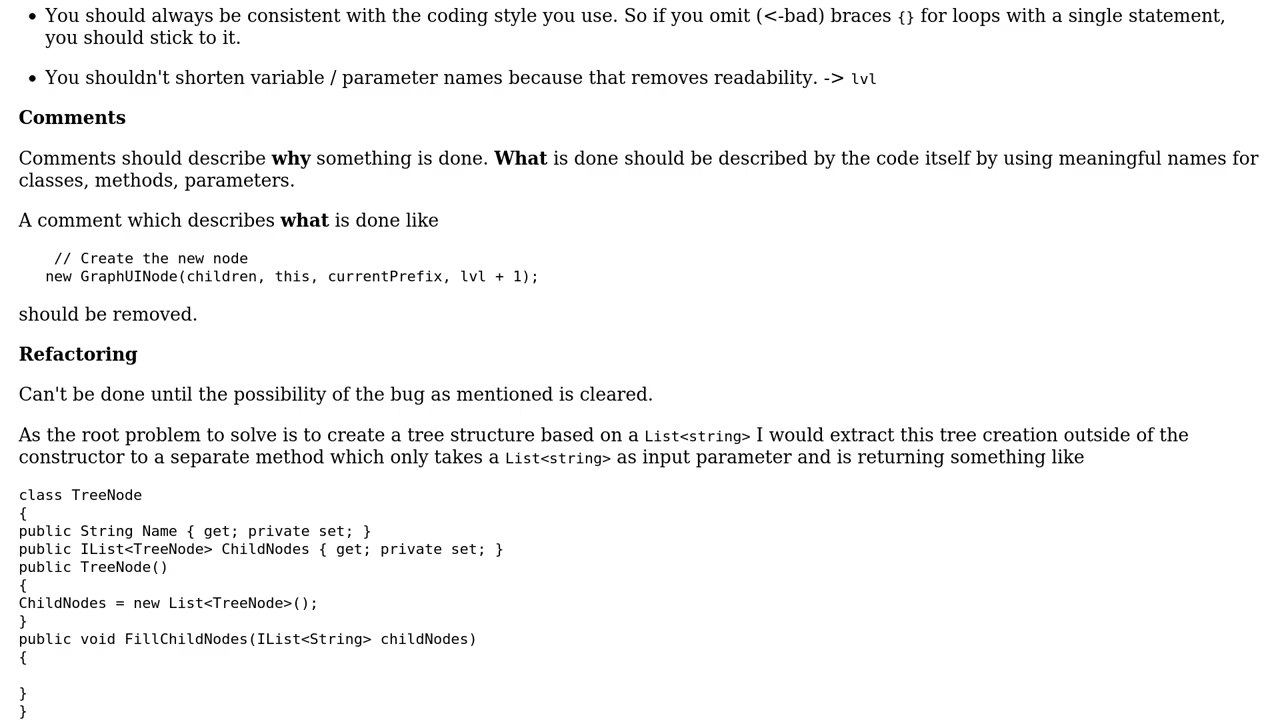 • You should always be consistent with the coding style you use. So if you omit (<-bad) braces {} for loops with a single statement,
you should stick to it.
• You shouldn't shorten variable / parameter names because that removes readability. -> lvl
Comments
Comments should describe why something is done. What is done should be described by the code itself by using meaningful names for
classes, methods, parameters.
A comment which describes what is done like
// Create the new node
new GraphUINode(children, this, currentPrefix, lvl + 1);
should be removed.
Refactoring
Can't be done until the possibility of the bug as mentioned is cleared.
As the root problem to solve is to create a tree structure based on a List<string> I would extract this tree creation outside of the
constructor to a separate method which only takes a List<string> as input parameter and is returning something like
class TreeNode
{
public String Name { get; private set; }
public IList<TreeNode> ChildNodes { get; private set; }
public TreeNode()
{
ChildNodes = new List<TreeNode>();
}
public void FillChildNodes(IList<String> childNodes)
{
}
}